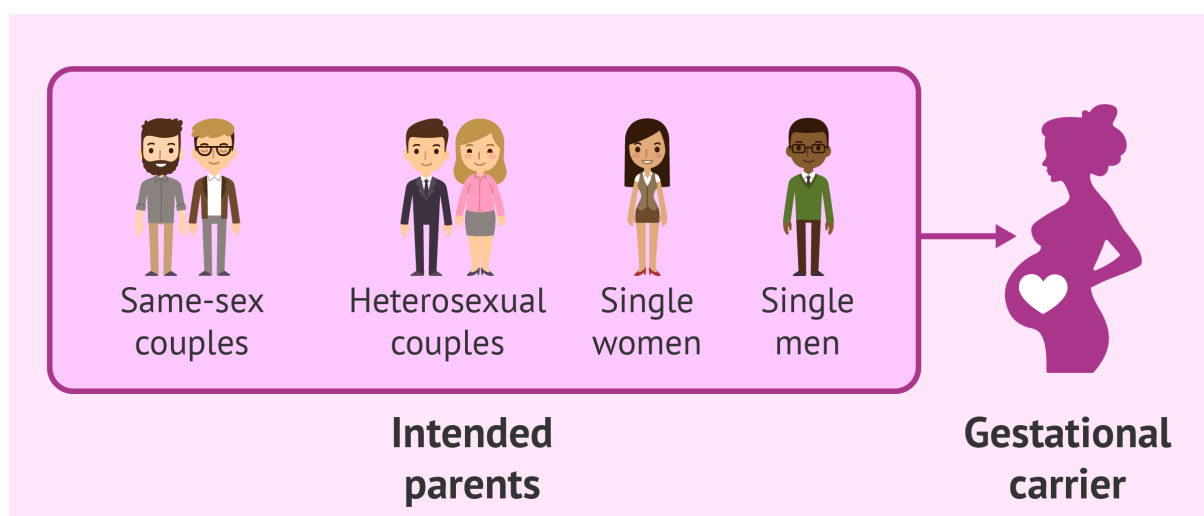 Same-sex
couples
Heterosexual
couples
Single
women
Single
men
Intended
parents
Gestational
carrier